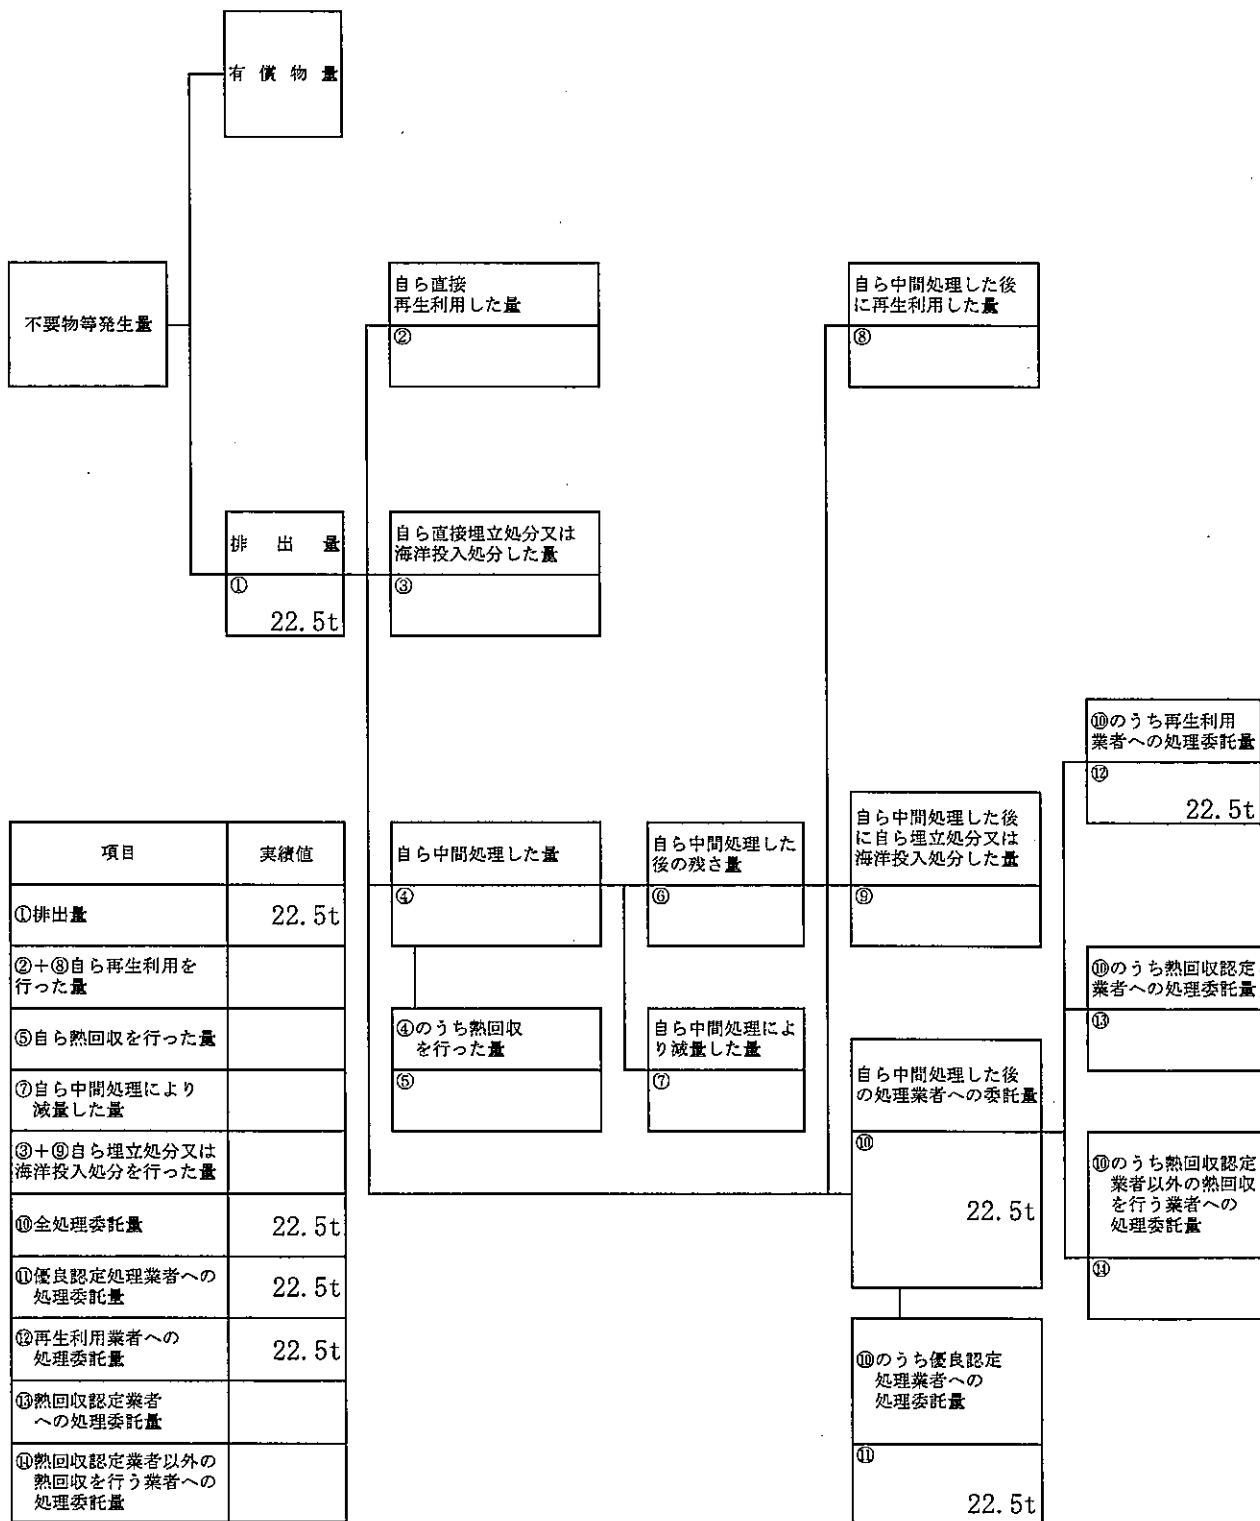 有償物量
不要物等発生量
自ら直接
再生利用した量
②
自ら中間処理した後
に再生利用した量
⑧
排出量
①
22.5t
自ら直接埋立処分又は
海洋投入処分した量
③
⑩のうち再生利用
業者への処理委託量
⑫
22.5t
自ら中間処理した量
④
自ら中間処理した
後の残さ量
⑥
自ら中間処理した後
に自ら埋立処分又は
海洋投入処分した量
⑨
⑩のうち熱回収認定
業者への処理委託量
⑬
④のうち熱回収
を行った量
⑤
自ら中間処理によ
り減量した量
⑦
自ら中間処理した後
の処理業者への委託量
⑩
22.5t
⑩のうち熱回収認定
業者以外の熱回収
を行う業者への
処理委託量
⑭
⑩のうち優良認定
処理業者への
処理委託量
⑪
22.5t
項目 実績値
①排出量 22.5t
②+⑧自ら再生利用を
行った量
⑤自ら熱回収を行った量
⑦自ら中間処理により
減量した量
③+⑨自ら埋立処分又は
海洋投入処分を行った量
⑩全処理委託量 22.5t
⑪優良認定処理業者への
処理委託量 22.5t
⑫再生利用業者への
処理委託量 22.5t
⑬熱回収認定業者
への処理委託量
⑭熱回収認定業者以外の
熱回収を行う業者への
処理委託量